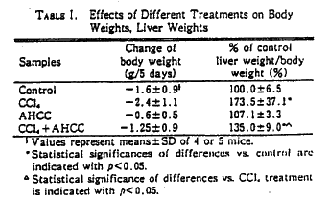 TABLE I. Effects of Different Treatments on Body
Weights, Liver Weights
Samples Change of body weight (g/5 days) % of control liver weight/body weight (%)
Control −1.6±0.9¹ 100.0±6.5
CCl₄ −2.4±1.1 173.5±37.1*
AHCC −0.6±0.5 107.1±3.3
CCl₄+AHCC −1.25±0.9 135.0±9.0*^
¹ Values represent means±SD of 4 or 5 mice.
*Statistical significances of differences vs. control are
indicated with p<0.05.
△ Statistical significance of differences vs. CCl₄ treatment
is indicated with p<0.05.